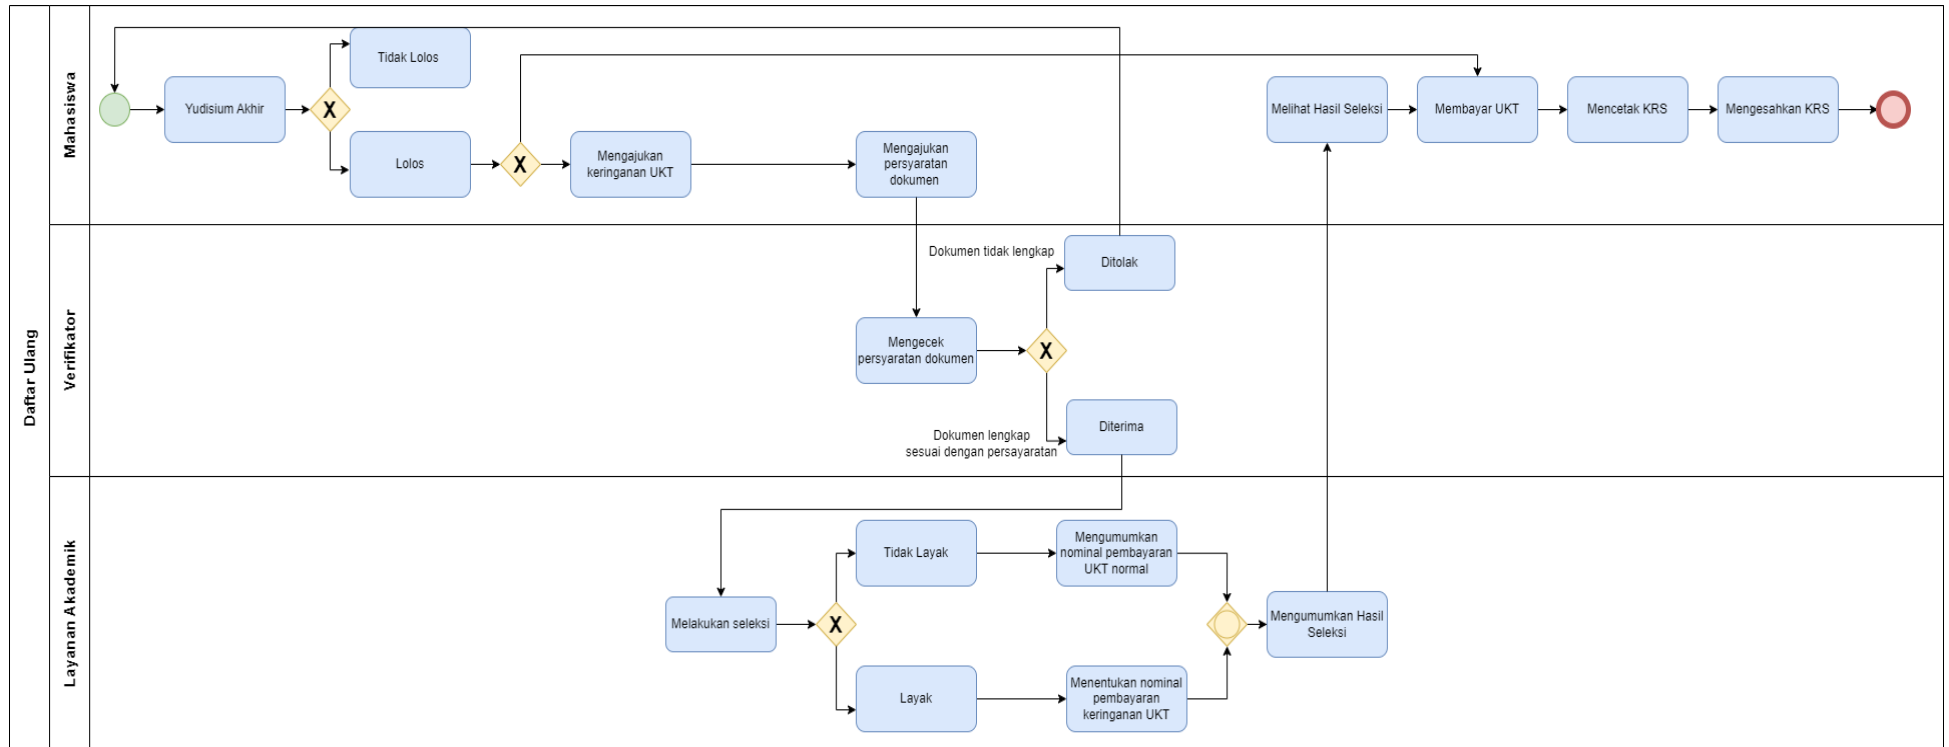 Daftar Ulang
Mahasiswa
Tidak Lolos
Yudisium Akhir
X
Lolos
X
Mengajukan
keringanan UKT
Mengajukan
persyaratan
dokumen
Melihat Hasil Seleksi
Membayar UKT
Mencetak KRS
Mengesahkan KRS
Verifikator
Dokumen tidak lengkap
Ditolak
Mengecek
persyaratan dokumen
X
Dokumen lengkap
sesuai dengan persayaratan
Diterima
Layanan Akademik
Melakukan seleksi
X
Tidak Layak
Mengumumkan
nominal pembayaran
UKT normal
Layak
Menentukan nominal
pembayaran
keringanan UKT
Mengumumkan Hasil
Seleksi